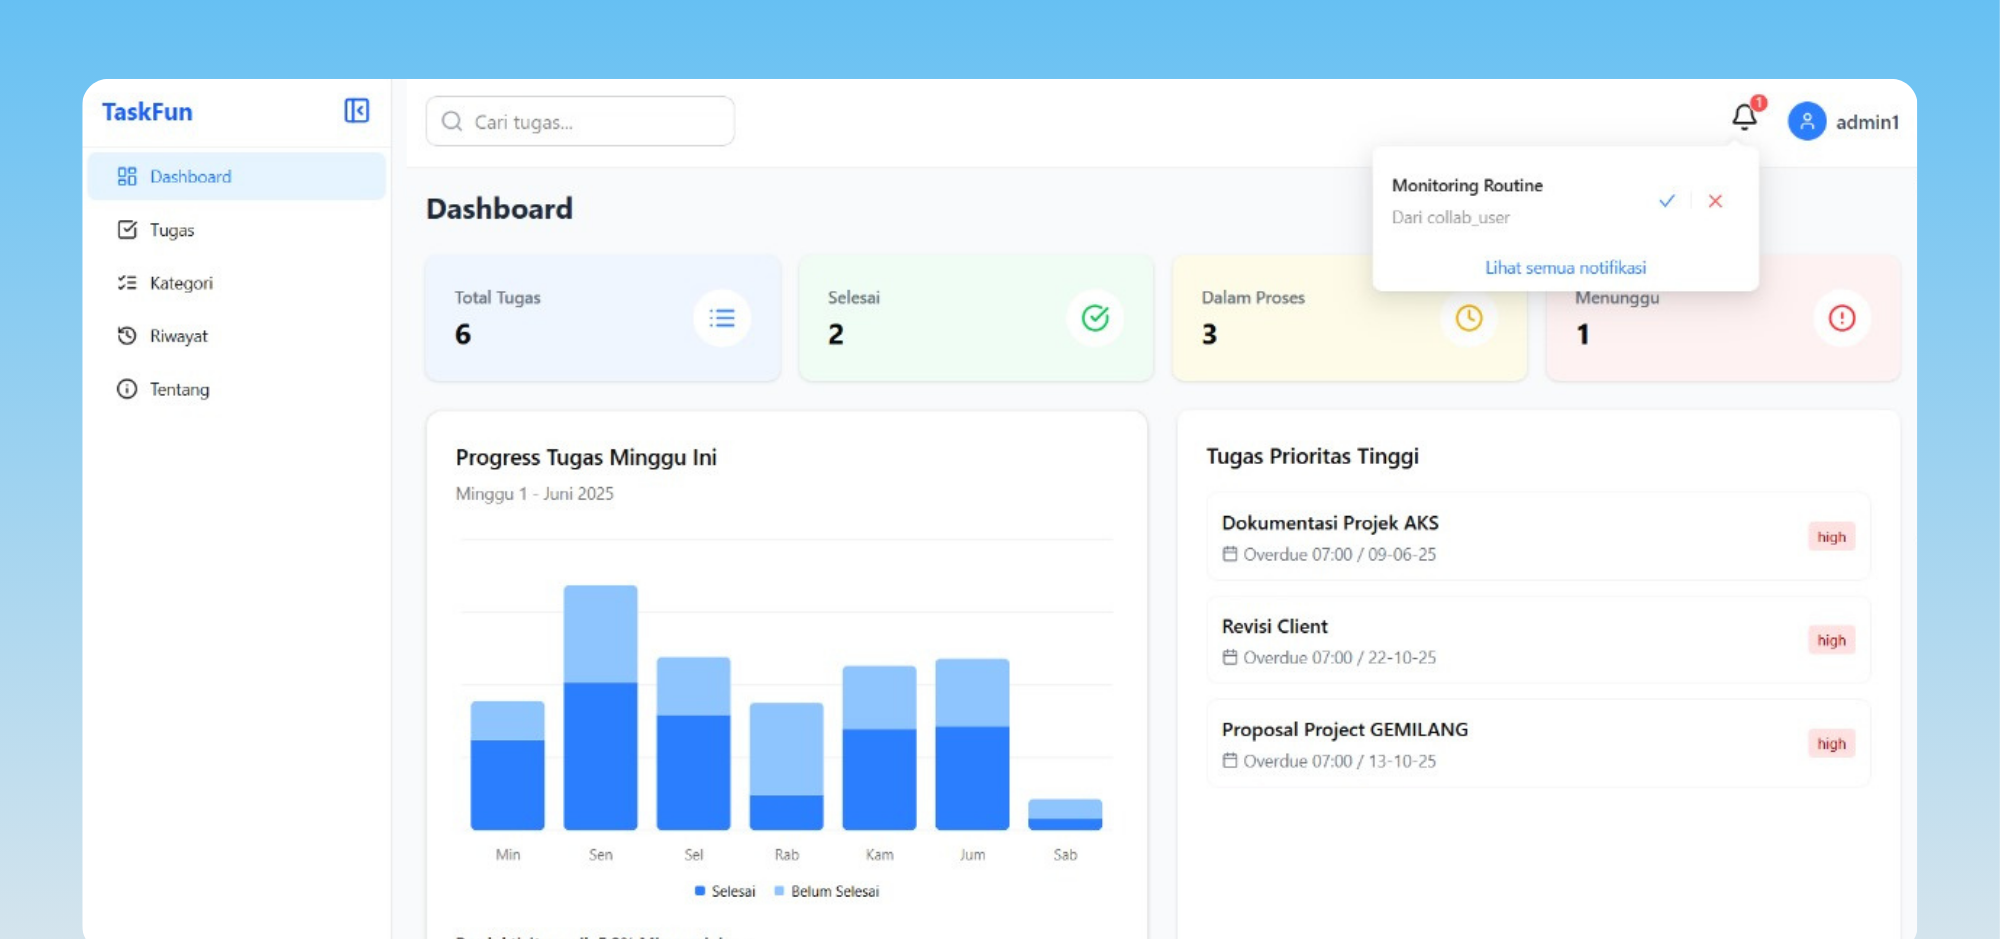 TaskFun
Dashboard
Tugas
Kategori
Riwayat
Tentang
Cari tugas...
1
admin1
Monitoring Routine
Dari collab_user
Lihat semua notifikasi
Dashboard
Total Tugas
6
Selesai
2
Dalam Proses
3
Menunggu
1
Progress Tugas Minggu Ini
Minggu 1 - Juni 2025
Min Sen Sel Rab Kam Jum Sab
Selesai Belum Selesai
Tugas Prioritas Tinggi
Dokumentasi Projek AKS
Overdue 07:00 / 09-06-25
high
Revisi Client
Overdue 07:00 / 22-10-25
high
Proposal Project GEMILANG
Overdue 07:00 / 13-10-25
high